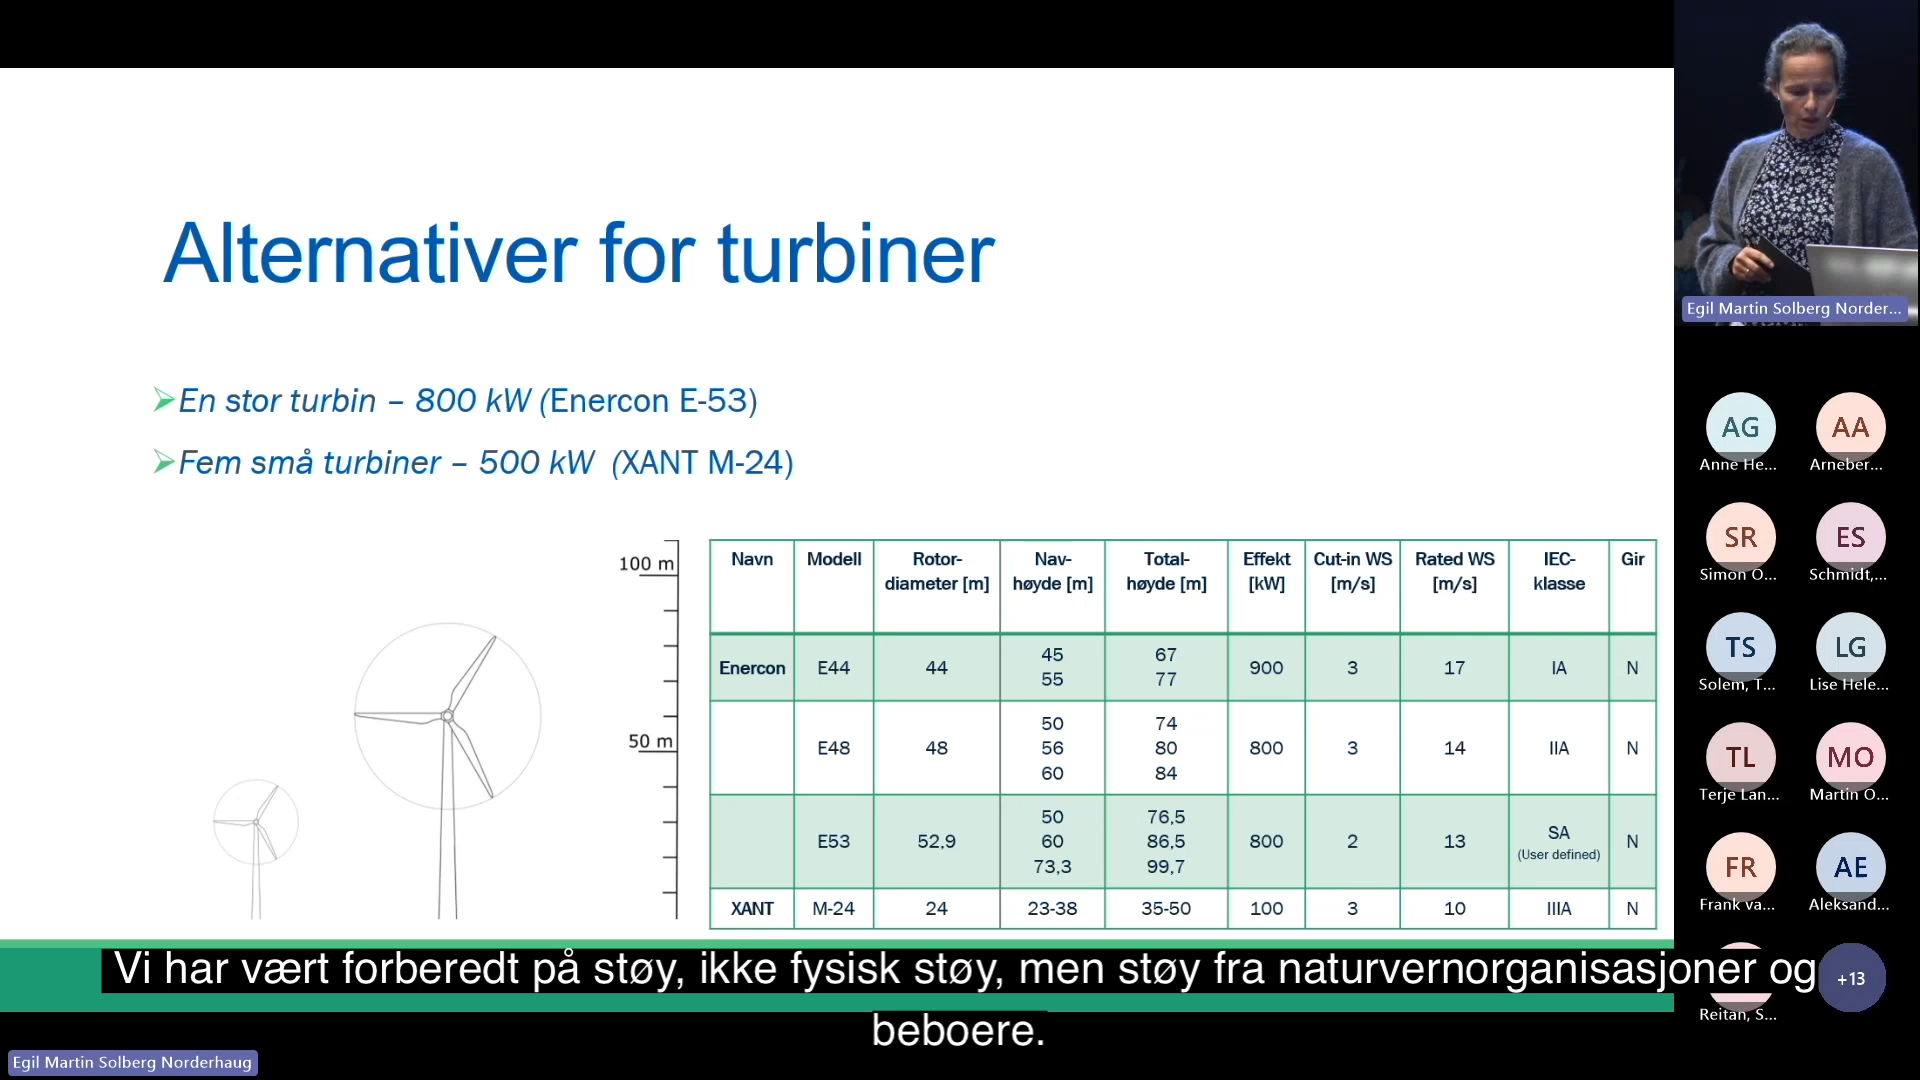 Alternativer for turbiner
En stor turbin – 800 kW (Enercon E-53)
Fem små turbiner – 500 kW (XANT M-24)
100 m
50 m
Navn Modell Rotor-diameter [m] Nav-høyde [m] Total-høyde [m] Effekt [kW] Cut-in WS [m/s] Rated WS [m/s] IEC-klasse Gir
Enercon E44 44 45 55 67 77 900 3 17 IA N
E48 48 50 56 60 74 80 84 800 3 14 IIA N
E53 52,9 50 60 73,3 76,5 86,5 99,7 800 2 13 SA (User defined) N
XANT M-24 24 23-38 35-50 100 3 10 IIIA N
Vi har vært forberedt på støy, ikke fysisk støy, men støy fra naturvernorganisasjoner og
beboere.
Egil Martin Solberg Norderhaug
Egil Martin Solberg Norder...
AG AA
Anne He... Arneber...
SR ES
Simon O... Schmidt,...
TS LG
Solem, T... Lise Hele...
TL MO
Terje Lan... Martin O...
FR AE
Frank va... Aleksand...
+13
Reitan, S...